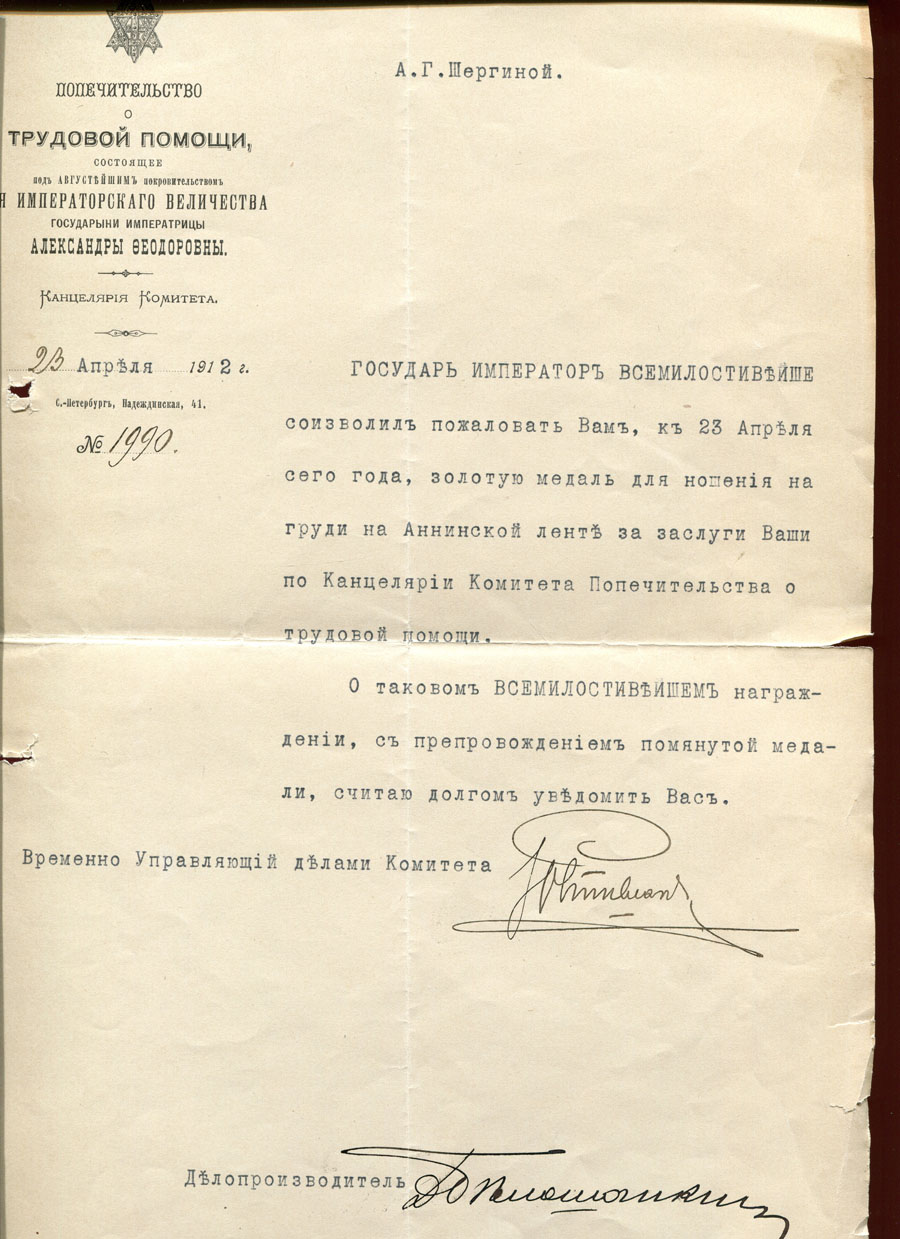 ПОПЕЧИТЕЛЬСТВО
О
ТРУДОВОЙ ПОМОЩИ,
СОСТОЯЩЕЕ
подъ АВГУСТѢЙШИМЪ покровительствомъ
Я ИМПЕРАТОРСКАГО ВЕЛИЧЕСТВА
ГОСУДАРЫНИ ИМПЕРАТРИЦЫ
АЛЕКСАНДРЫ ѲЕОДОРОВНЫ.
Канцелярія Комитета.
23 Апрѣля 1912 г.
С.-Петербургъ, Надеждинская, 41.
№ 1990.
А.Г.Шергиной.
ГОСУДАРЬ ИМПЕРАТОРЪ ВСЕМИЛОСТИВѢЙШЕ
соизволилъ пожаловать Вамъ, къ 23 Апрѣля
сего года, золотую медаль для ношенія на
груди на Аннинской лентѣ за заслуги Ваши
по Канцеляріи Комитета Попечительства о
трудовой помощи.
О таковомъ ВСЕМИЛОСТИВѢЙШЕМЪ награж-
деніи, съ препровожденіемъ помянутой меда-
ли, считаю долгомъ увѣдомить Васъ.
Временно Управляющій дѣлами Комитета
Дѣлопроизводитель